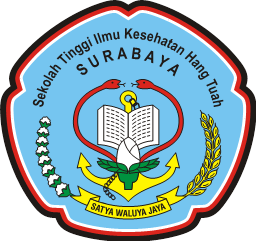 Sekolah Tinggi Ilmu Kesehatan Hang Tuah
SURABAYA
SATYA WALUYA JAYA